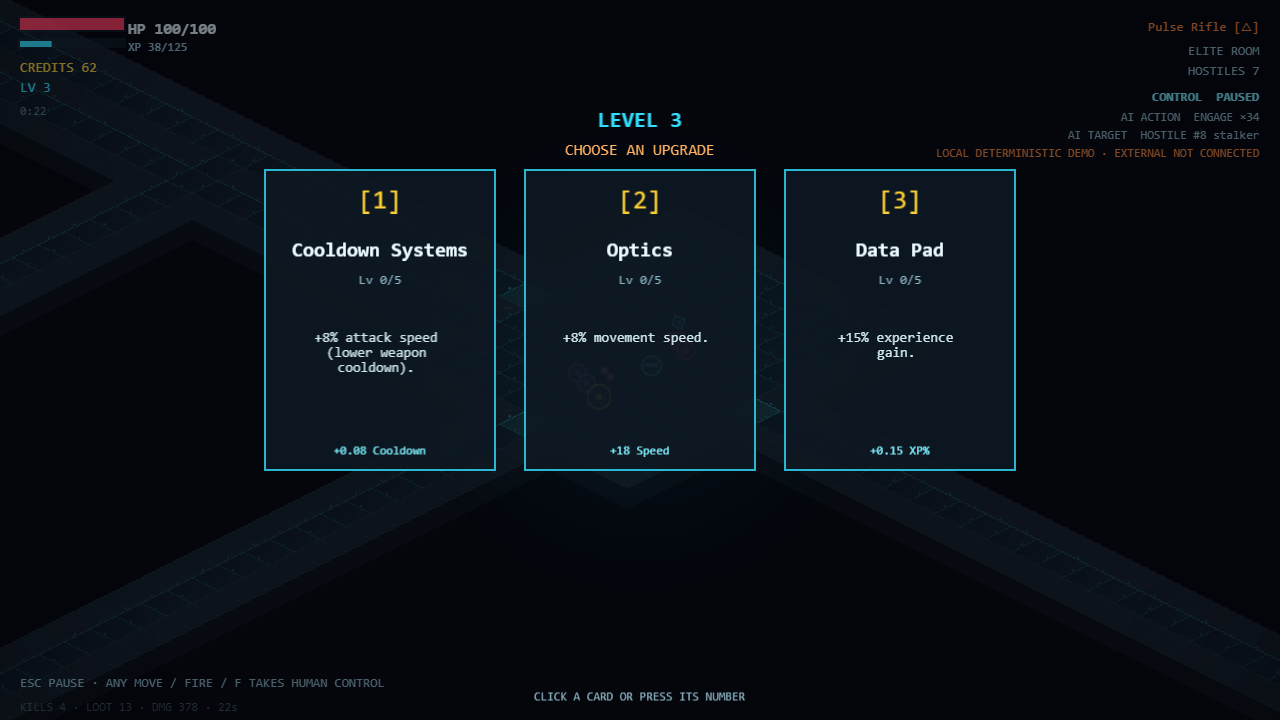 HP 100/100
XP 38/125
CREDITS 62
LV 3
0:22
Pulse Rifle [△]
ELITE ROOM
HOSTILES 7
CONTROL PAUSED
AI ACTION ENGAGE ×34
AI TARGET HOSTILE #8 stalker
LOCAL DETERMINISTIC DEMO · EXTERNAL NOT CONNECTED
LEVEL 3
CHOOSE AN UPGRADE
[1]
Cooldown Systems
Lv 0/5
+8% attack speed
(lower weapon
cooldown).
+0.08 Cooldown
[2]
Optics
Lv 0/5
+8% movement speed.
+18 Speed
[3]
Data Pad
Lv 0/5
+15% experience
gain.
+0.15 XP%
ESC PAUSE · ANY MOVE / FIRE / F TAKES HUMAN CONTROL
KILLS 4 · LOOT 13 · DMG 378 · 22s
CLICK A CARD OR PRESS ITS NUMBER